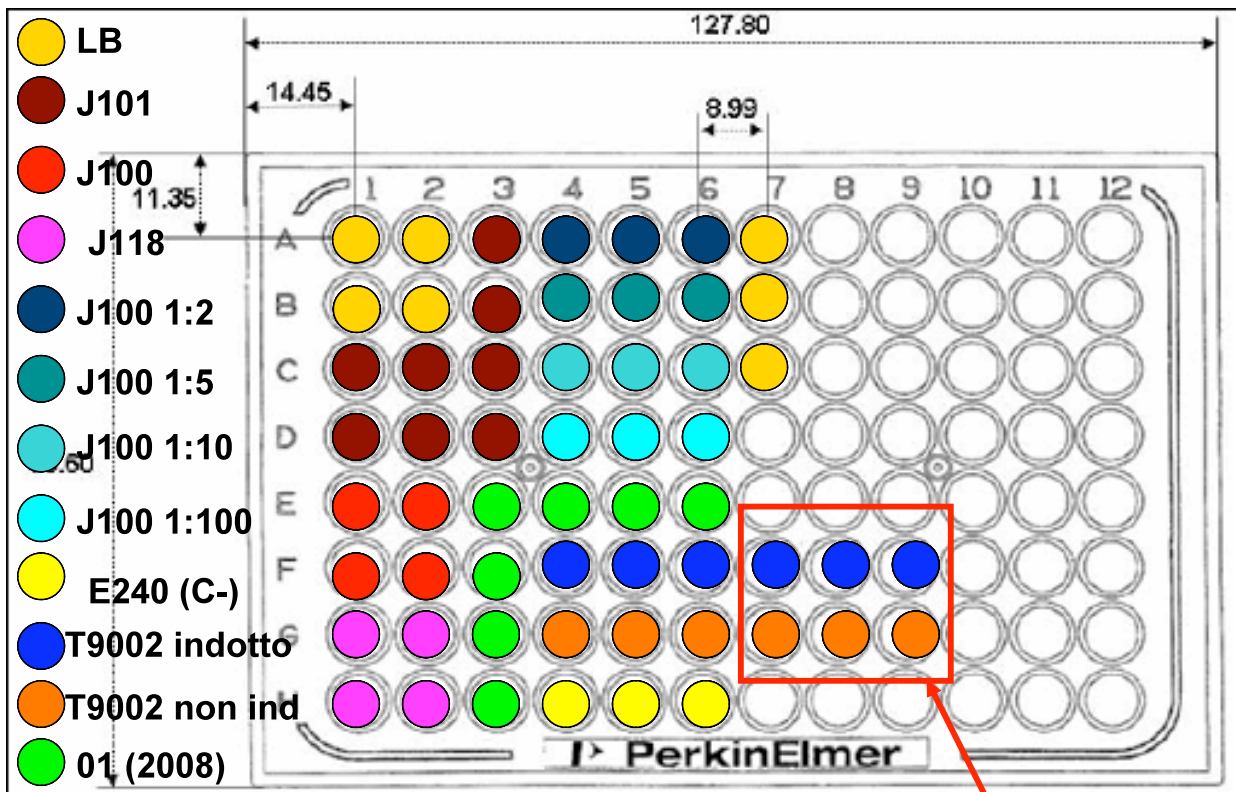 LB
J101
J100
J118
J100 1:2
J100 1:5
J100 1:10
J100 1:100
E240 (C-)
T9002 indotto
T9002 non ind
01 (2008)
127.80
14.45
8.99
11.35
1 2 3 4 5 6 7 8 9 10 11 12
A
B
C
D
E
F
G
H
PerkinElmer